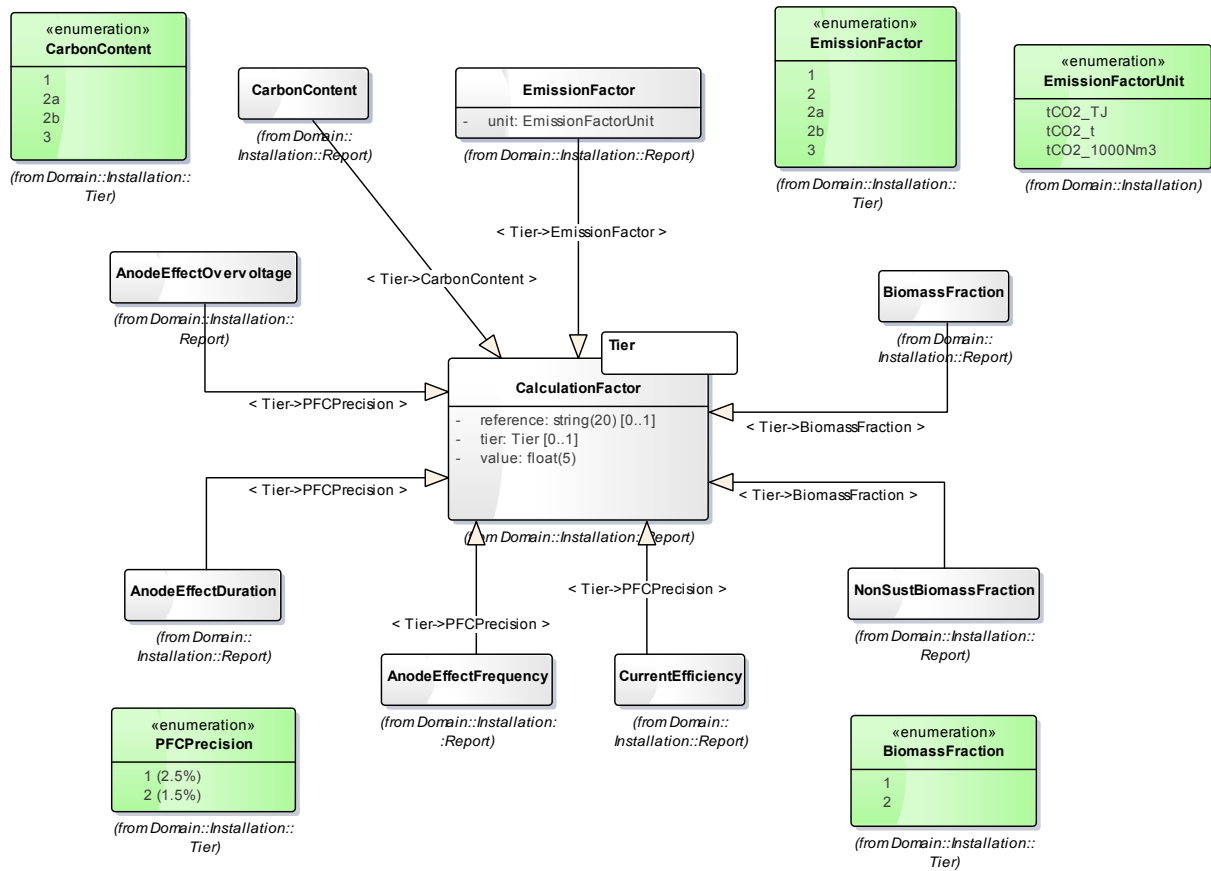 «enumeration»
CarbonContent
1
2a
2b
3
(from Domain::Installation::
Tier)
CarbonContent
(from Domain::
Installation::Report)
EmissionFactor
- unit: EmissionFactorUnit
(from Domain::Installation::Report)
«enumeration»
EmissionFactor
1
2
2a
2b
3
(from Domain::Installation::
Tier)
«enumeration»
EmissionFactorUnit
tCO2_TJ
tCO2_t
tCO2_1000Nm3
(from Domain::Installation)
< Tier->EmissionFactor >
< Tier->CarbonContent >
AnodeEffectOvervoltage
(from Domain::Installation::
Report)
BiomassFraction
(from Domain::
Installation::Report)
Tier
CalculationFactor
- reference: string(20) [0..1]
- tier: Tier [0..1]
- value: float(5)
(from Domain::Installation::Report)
< Tier->PFCPrecision >
< Tier->BiomassFraction >
< Tier->PFCPrecision >
< Tier->BiomassFraction >
AnodeEffectDuration
(from Domain::
Installation::Report)
< Tier->PFCPrecision >
< Tier->PFCPrecision >
NonSustBiomassFraction
(from Domain::Installation::
Report)
AnodeEffectFrequency
(from Domain::Installation:
:Report)
CurrentEfficiency
(from Domain::
Installation::Report)
«enumeration»
PFCPrecision
1 (2.5%)
2 (1.5%)
(from Domain::Installation::
Tier)
«enumeration»
BiomassFraction
1
2
(from Domain::Installation::
Tier)